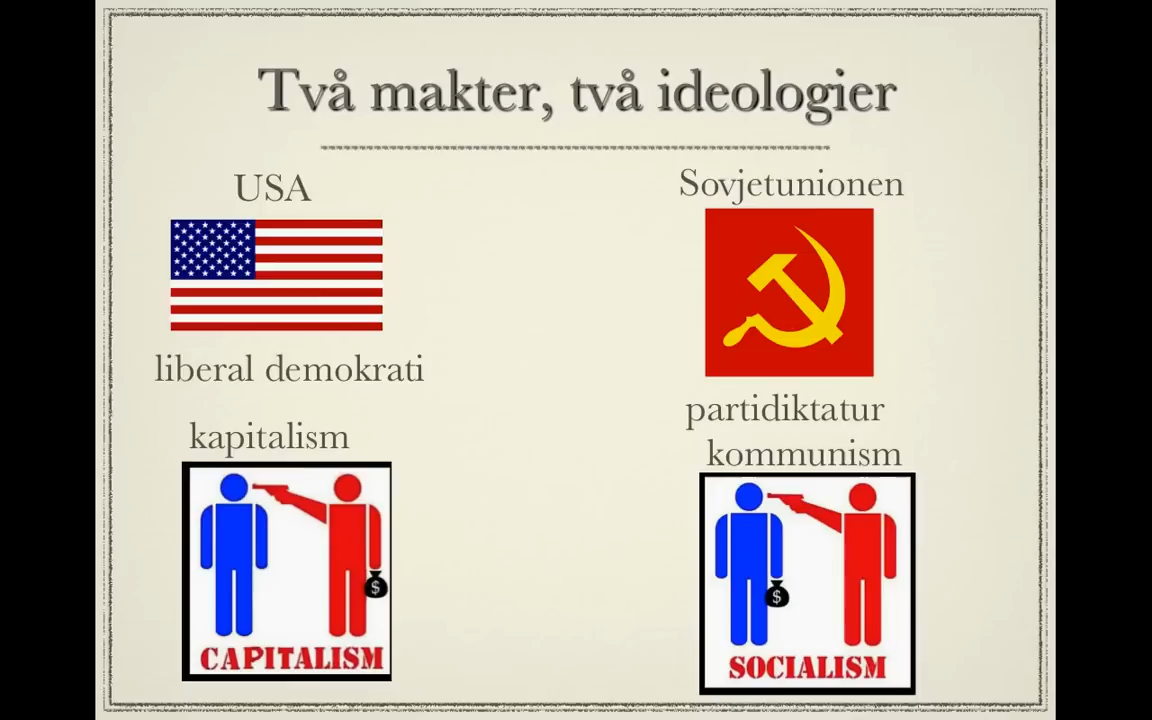 Två makter, två ideologier
USA
liberal demokrati
kapitalism
$
CAPITALISM
Sovjetunionen
partidiktatur
kommunism
$
SOCIALISM